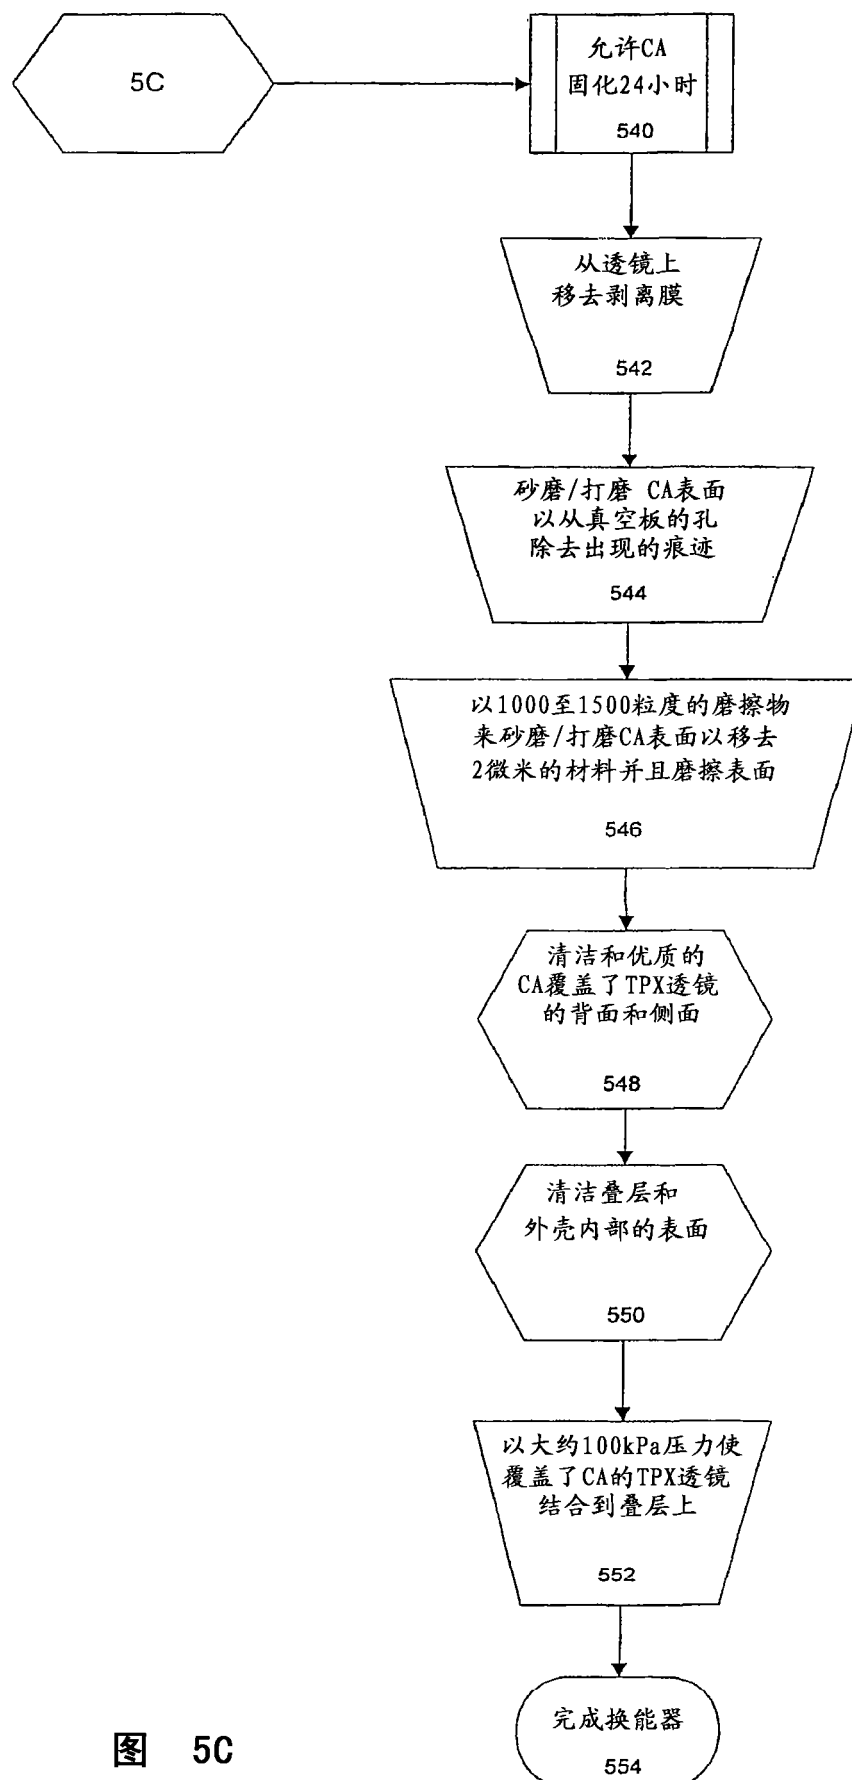 5C
允许CA
固化24小时
540
从透镜上
移去剥离膜
542
砂磨/打磨 CA表面
以从真空板的孔
除去出现的痕迹
544
以1000至1500粒度的磨擦物
来砂磨/打磨CA表面以移去
2微米的材料并且磨擦表面
546
清洁和优质的
CA覆盖了TPX透镜
的背面和侧面
548
清洁叠层和
外壳内部的表面
550
以大约100kPa压力使
覆盖了CA的TPX透镜
结合到叠层上
552
完成换能器
554
图 5C